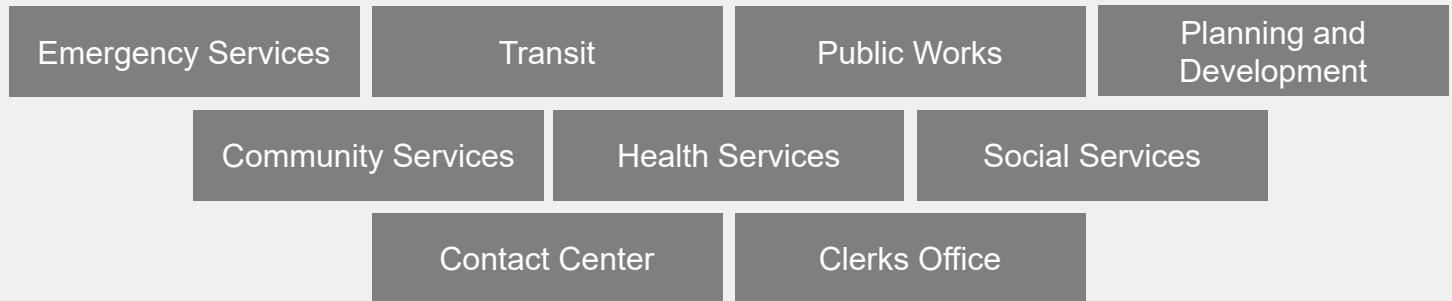 Emergency Services
Transit
Public Works
Planning and
Development
Community Services
Health Services
Social Services
Contact Center
Clerks Office